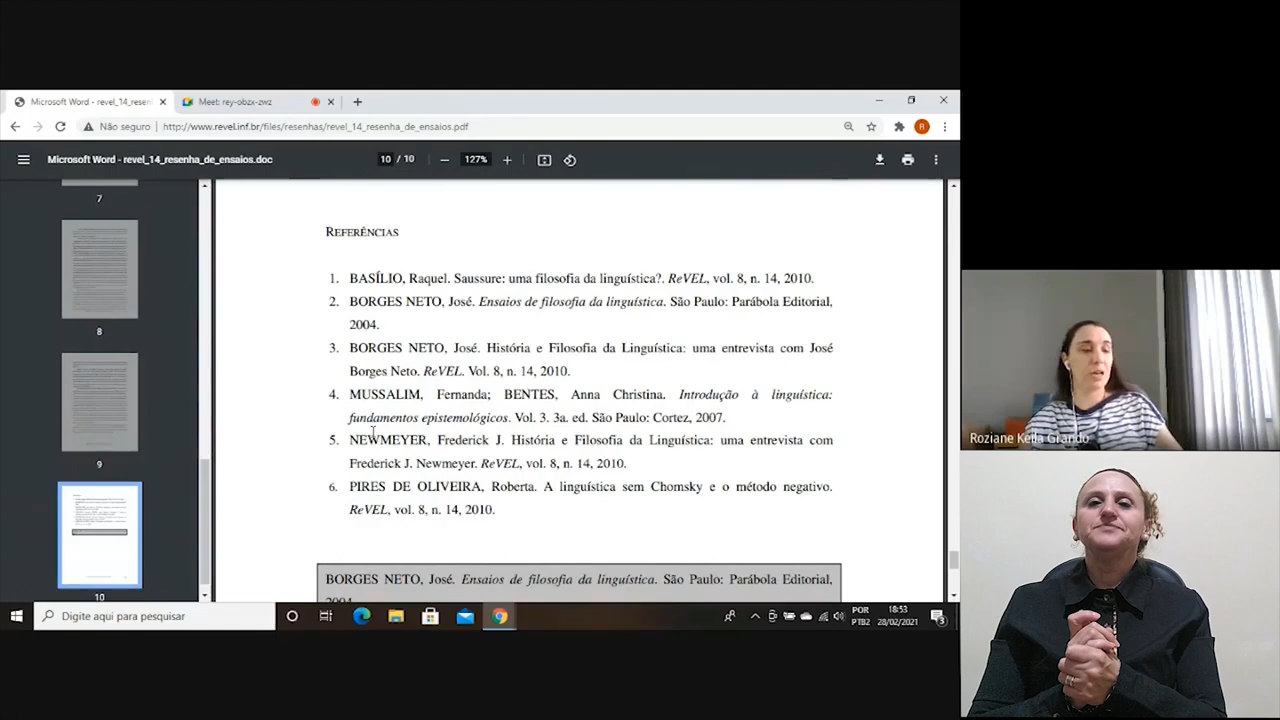 Microsoft Word - revel_14_resen
Meet: rey-obzx-zwz
Não seguro
http://www.revel.inf.br/files/resenhas/revel_14_resenha_de_ensaios.pdf
R
Microsoft Word - revel_14_resenha_de_ensaios.doc
10 / 10
127%
7
8
9
10
REFERÊNCIAS
1. BASÍLIO, Raquel. Saussure: uma filosofia da linguística?. ReVEL, vol. 8, n. 14, 2010.
2. BORGES NETO, José. Ensaios de filosofia da linguística. São Paulo: Parábola Editorial,
2004.
3. BORGES NETO, José. História e Filosofia da Linguística: uma entrevista com José
Borges Neto. ReVEL. Vol. 8, n. 14, 2010.
4. MUSSALIM, Fernanda; BENTES, Anna Christina. Introdução à linguística:
fundamentos epistemológicos. Vol. 3. 3a. ed. São Paulo: Cortez, 2007.
5. NEWMEYER, Frederick J. História e Filosofia da Linguística: uma entrevista com
Frederick J. Newmeyer. ReVEL, vol. 8, n. 14, 2010.
6. PIRES DE OLIVEIRA, Roberta. A linguística sem Chomsky e o método negativo.
ReVEL, vol. 8, n. 14, 2010.
BORGES NETO, José. Ensaios de filosofia da linguística. São Paulo: Parábola Editorial,
2004.
Roziane Keila Grando
Digite aqui para pesquisar
POR
PTB2
18:53
28/02/2021
3